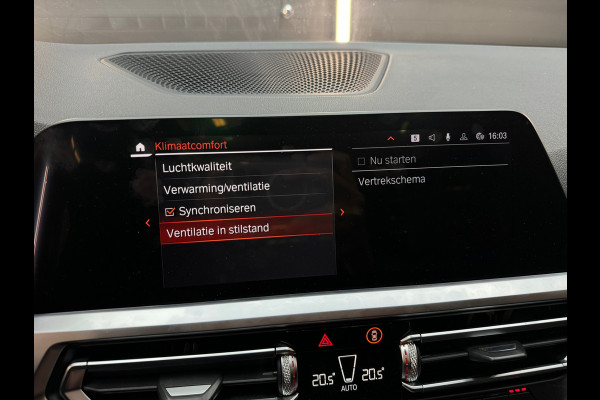 16:03
Klimaatcomfort
Luchtkwaliteit
Verwarming/ventilatie
Synchroniseren
Ventilatie in stilstand
Nu starten
Vertrekschema
20.5° AUTO 20.5°